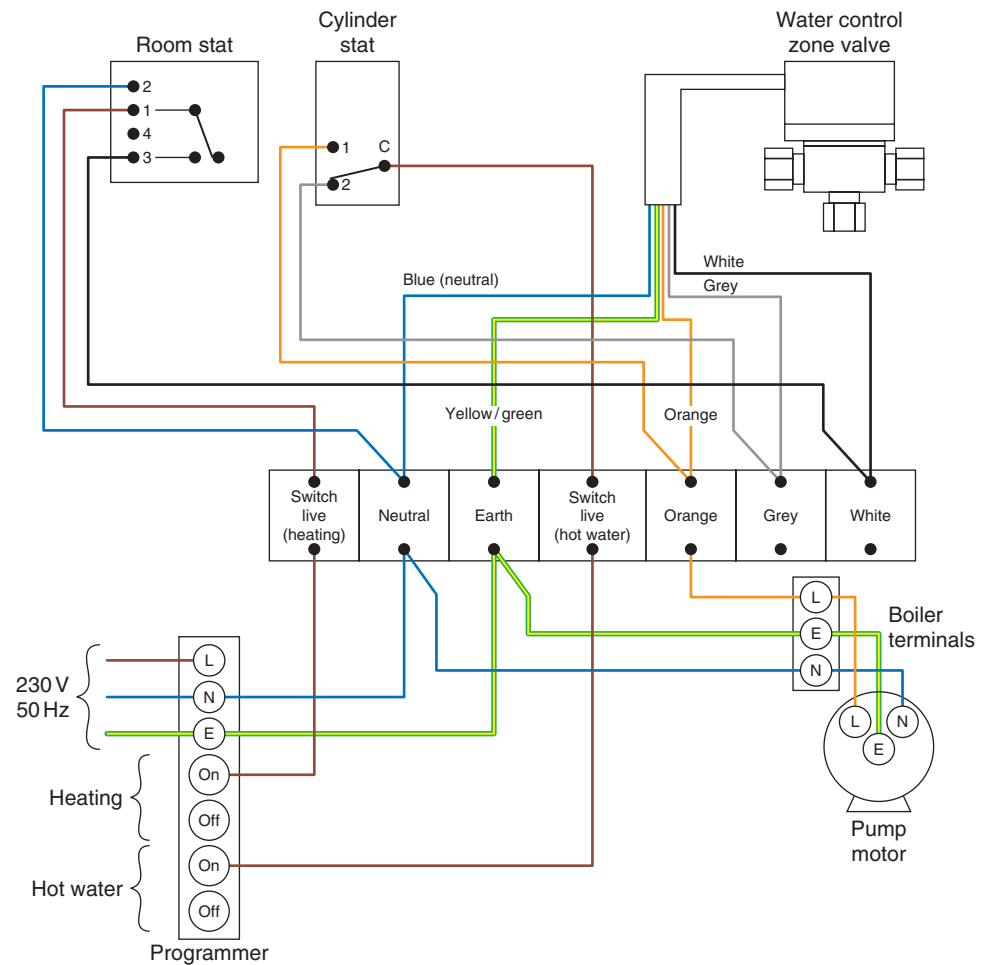 Cylinder
stat
Water control
zone valve
Room stat
2
1
4
3
1
C
2
White
Grey
Blue (neutral)
Yellow / green
Orange
Switch
live
(heating)
Neutral
Earth
Switch
live
(hot water)
Orange
Grey
White
L
E
N
Boiler
terminals
230 V
50 Hz
L
N
E
On
Off
On
Off
Heating
Hot water
Programmer
L
N
E
Pump
motor